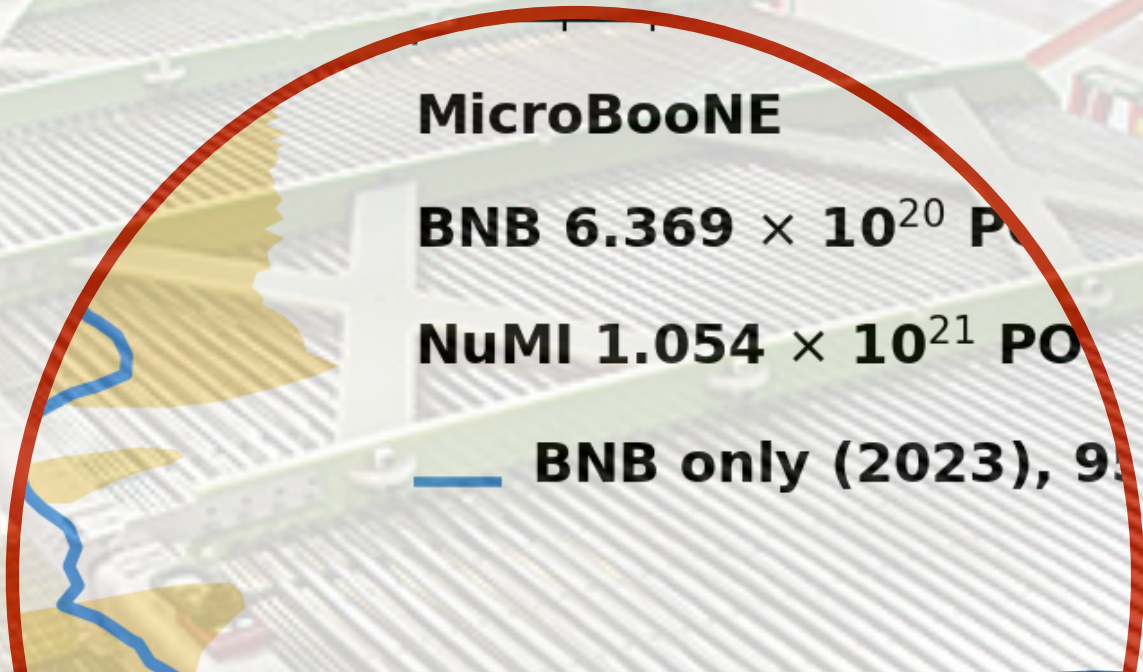 MicroBooNE
BNB 6.369 × 10²⁰
NuMI 1.054 × 10²¹
BNB only (2023),